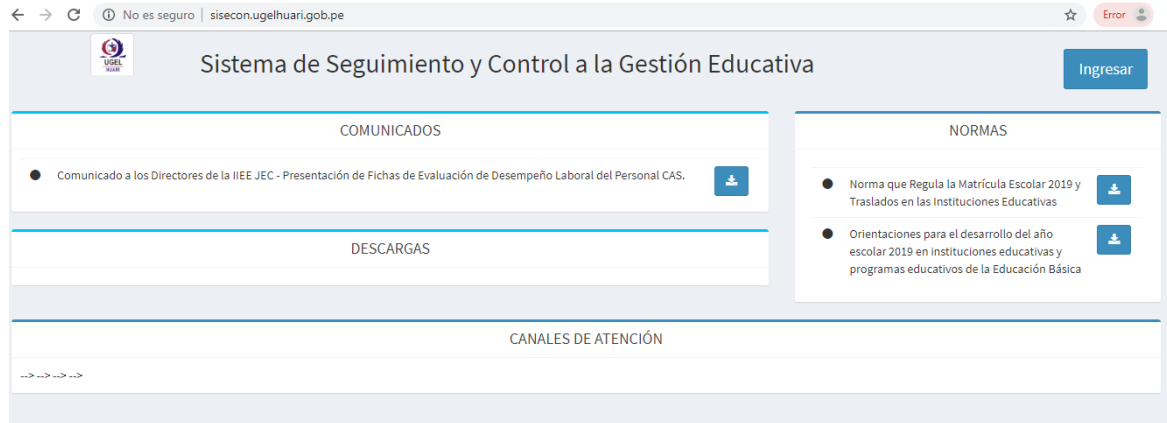 No es seguro | sisecon.ugelhuari.gob.pe
Error
UGEL
HUARI
Sistema de Seguimiento y Control a la Gestión Educativa
Ingresar
COMUNICADOS
Comunicado a los Directores de la IIEE JEC - Presentación de Fichas de Evaluación de Desempeño Laboral del Personal CAS.
DESCARGAS
NORMAS
Norma que Regula la Matrícula Escolar 2019 y
Traslados en las Instituciones Educativas
Orientaciones para el desarrollo del año
escolar 2019 en instituciones educativas y
programas educativos de la Educación Básica
CANALES DE ATENCIÓN
--> --> --> -->